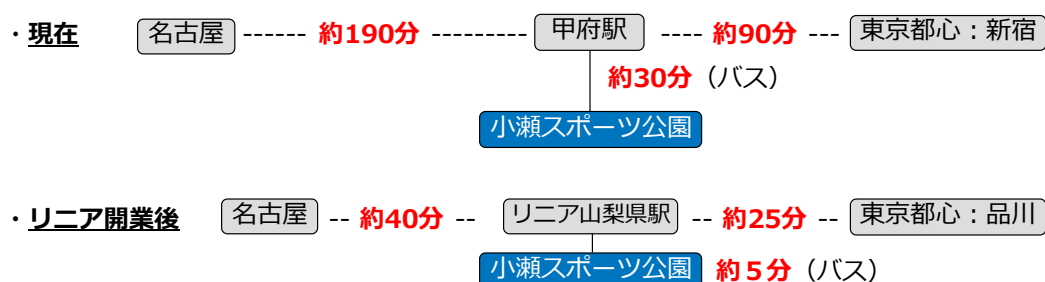 ・現在 名古屋 ------ 約190分 --------- 甲府駅 ---- 約90分 --- 東京都心：新宿
約30分（バス）
小瀬スポーツ公園
・リニア開業後 名古屋 -- 約40分 -- リニア山梨県駅 -- 約25分 -- 東京都心：品川
小瀬スポーツ公園 約５分（バス）